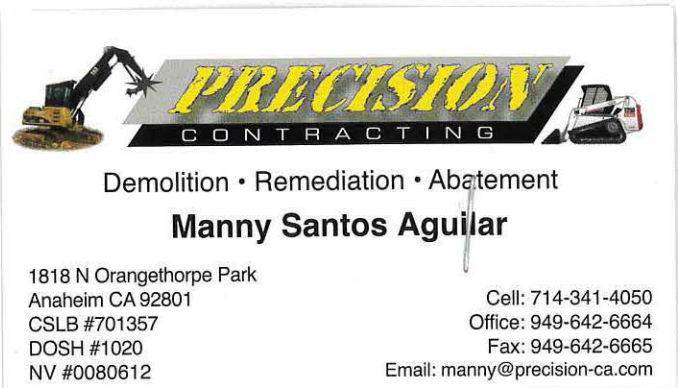 PRECISION
CONTRACTING
Demolition • Remediation • Abatement
Manny Santos Aguilar
1818 N Orangethorpe Park
Anaheim CA 92801
CSLB #701357
DOSH #1020
NV #0080612
Cell: 714-341-4050
Office: 949-642-6664
Fax: 949-642-6665
Email: manny@precision-ca.com